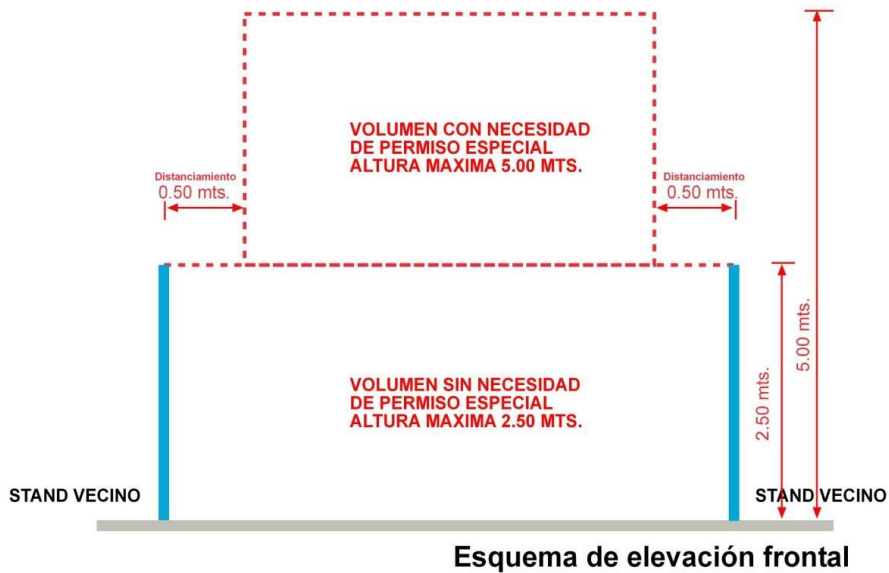 VOLUMEN CON NECESIDAD
DE PERMISO ESPECIAL
ALTURA MAXIMA 5.00 MTS.
Distanciamiento
0.50 mts.
Distanciamiento
0.50 mts.
5.00 mts.
2.50 mts.
VOLUMEN SIN NECESIDAD
DE PERMISO ESPECIAL
ALTURA MAXIMA 2.50 MTS.
STAND VECINO
STAND VECINO
Esquema de elevación frontal